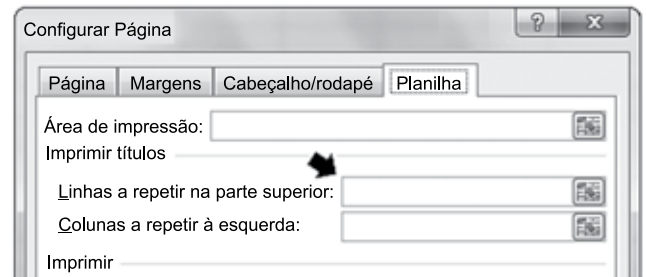 Configurar Página
? X
Página Margens Cabeçalho/rodapé Planilha
Área de impressão:
Imprimir títulos
Linhas a repetir na parte superior:
Colunas a repetir à esquerda:
Imprimir